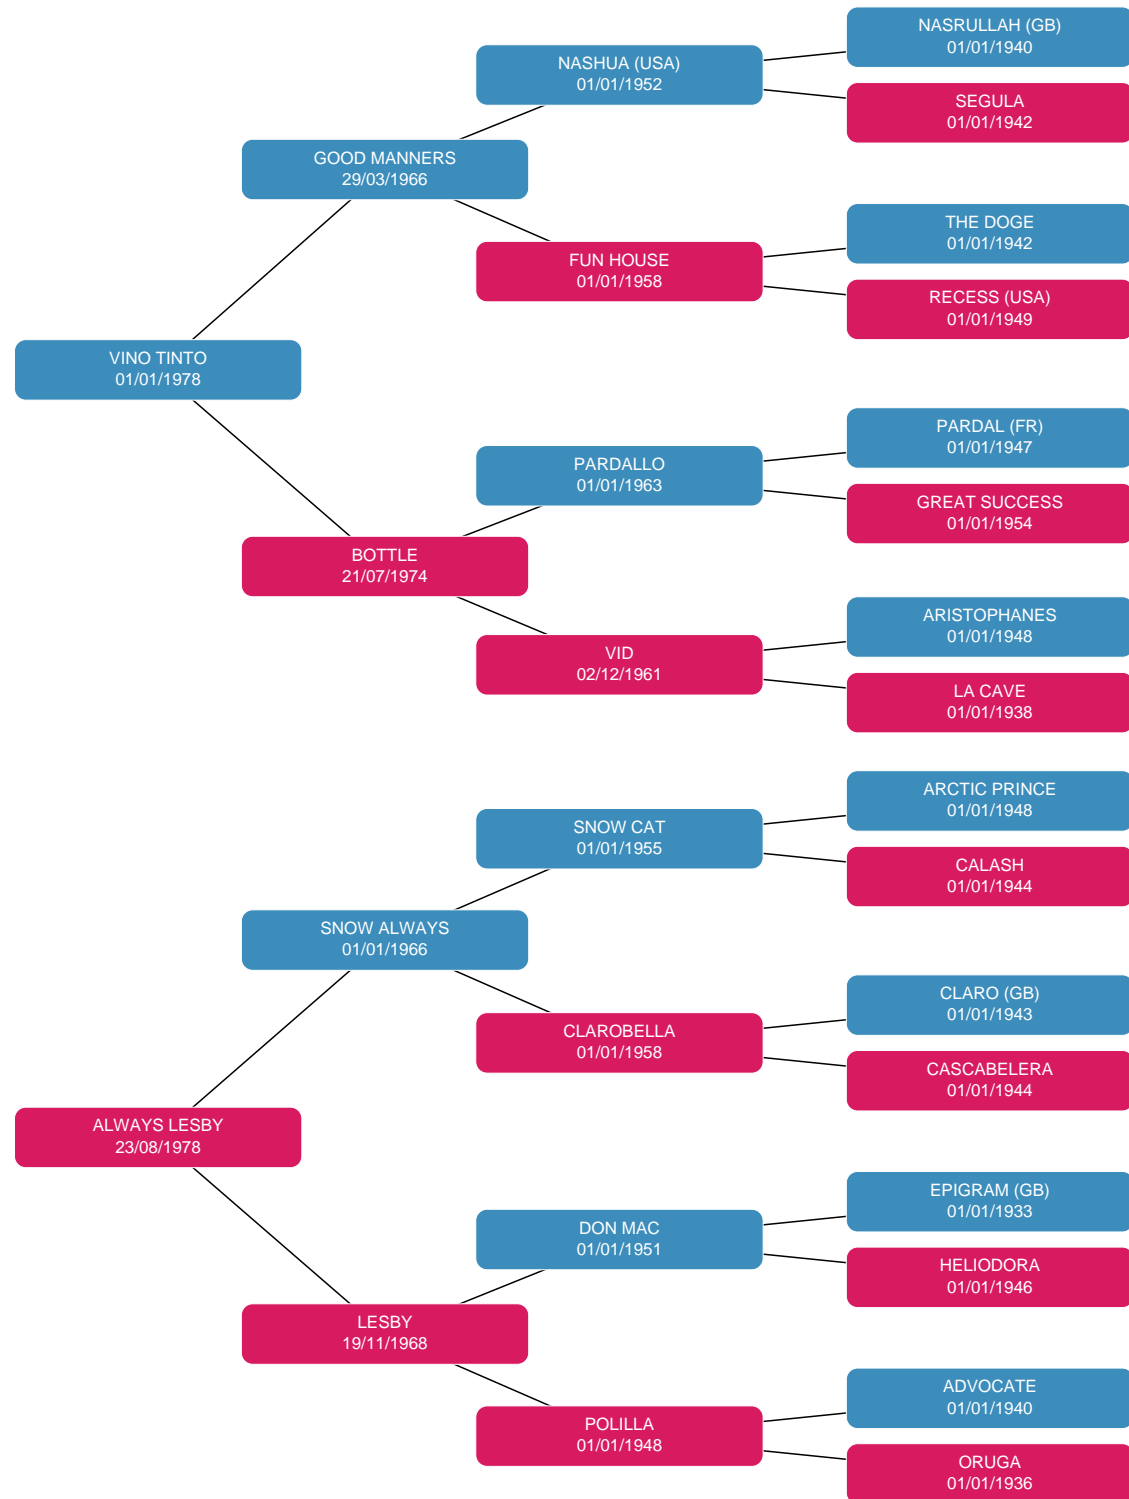 NASRULLAH (GB)
01/01/1940
NASHUA (USA)
01/01/1952
SEGULA
01/01/1942
GOOD MANNERS
29/03/1966
THE DOGE
01/01/1942
FUN HOUSE
01/01/1958
RECESS (USA)
01/01/1949
VINO TINTO
01/01/1978
PARDAL (FR)
01/01/1947
PARDALLO
01/01/1963
GREAT SUCCESS
01/01/1954
BOTTLE
21/07/1974
ARISTOPHANES
01/01/1948
VID
02/12/1961
LA CAVE
01/01/1938
ARCTIC PRINCE
01/01/1948
SNOW CAT
01/01/1955
CALASH
01/01/1944
SNOW ALWAYS
01/01/1966
CLARO (GB)
01/01/1943
CLAROBELLA
01/01/1958
CASCABELERA
01/01/1944
ALWAYS LESBY
23/08/1978
EPIGRAM (GB)
01/01/1933
DON MAC
01/01/1951
HELIODORA
01/01/1946
LESBY
19/11/1968
ADVOCATE
01/01/1940
POLILLA
01/01/1948
ORUGA
01/01/1936